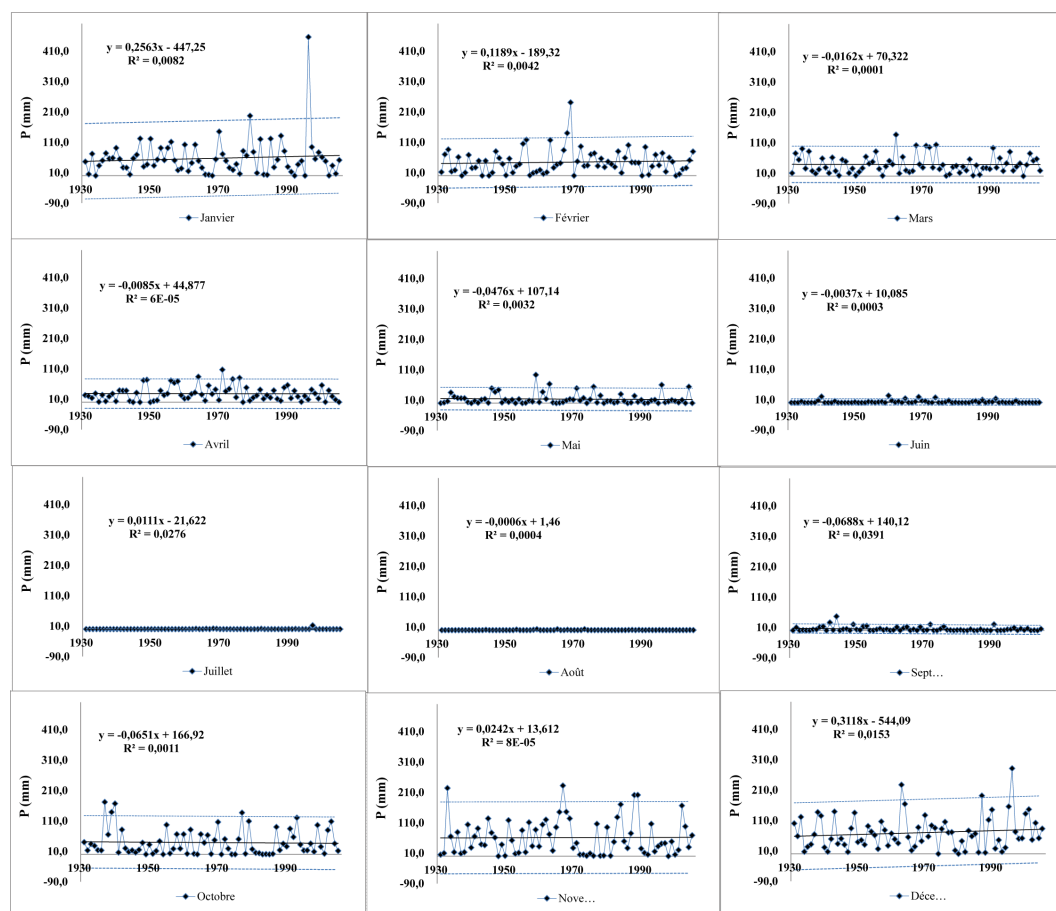 y = 0,2563x - 447,25
R² = 0,0082
410,0
310,0
210,0
110,0
10,0
-90,0
P (mm)
1930 1950 1970 1990
Janvier
y = 0,1189x - 189,32
R² = 0,0042
410,0
310,0
210,0
110,0
10,0
-90,0
P (mm)
1930 1950 1970 1990
Février
y = -0,0162x + 70,322
R² = 0,0001
410,0
310,0
210,0
110,0
10,0
-90,0
P (mm)
1930 1950 1970 1990
Mars
y = -0,0085x + 44,877
R² = 6E-05
410,0
310,0
210,0
110,0
10,0
-90,0
P (mm)
1930 1950 1970 1990
Avril
y = -0,0476x + 107,14
R² = 0,0032
410,0
310,0
210,0
110,0
10,0
-90,0
P (mm)
1930 1950 1970 1990
Mai
y = -0,0037x + 10,085
R² = 0,0003
410,0
310,0
210,0
110,0
10,0
-90,0
P (mm)
1930 1950 1970 1990
Juin
y = 0,0111x - 21,622
R² = 0,0276
410,0
310,0
210,0
110,0
10,0
-90,0
P (mm)
1930 1950 1970 1990
Juillet
y = -0,0006x + 1,46
R² = 0,0004
410,0
310,0
210,0
110,0
10,0
-90,0
P (mm)
1930 1950 1970 1990
Août
y = -0,0688x + 140,12
R² = 0,0391
410,0
310,0
210,0
110,0
10,0
-90,0
P (mm)
1930 1950 1970 1990
Sept…
y = -0,0651x + 166,92
R² = 0,0011
410,0
310,0
210,0
110,0
10,0
-90,0
P (mm)
1930 1950 1970 1990
Octobre
y = 0,0242x + 13,612
R² = 8E-05
410,0
310,0
210,0
110,0
10,0
-90,0
P (mm)
1930 1950 1970 1990
Nove…
y = 0,3118x - 544,09
R² = 0,0153
410,0
310,0
210,0
110,0
10,0
-90,0
P (mm)
1930 1950 1970 1990
Déce…